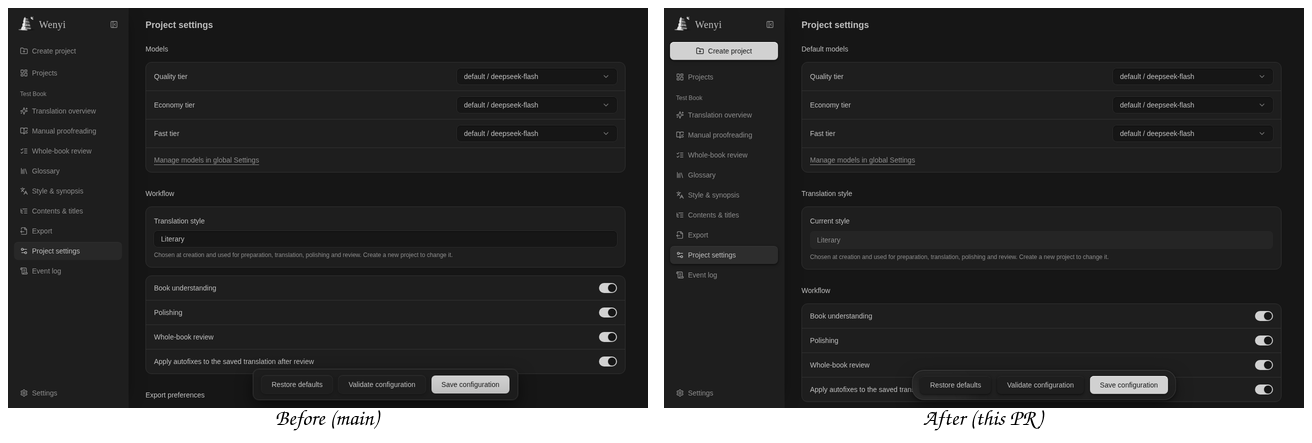 Wenyi
Create project
Projects
Test Book
Translation overview
Manual proofreading
Whole-book review
Glossary
Style & synopsis
Contents & titles
Export
Project settings
Event log
Settings
Project settings
Models
Quality tier
default / deepseek-flash
Economy tier
default / deepseek-flash
Fast tier
default / deepseek-flash
Manage models in global Settings
Workflow
Translation style
Literary
Chosen at creation and used for preparation, translation, polishing and review. Create a new project to change it.
Book understanding
Polishing
Whole-book review
Apply autofixes to the saved translation after review
Restore defaults
Validate configuration
Save configuration
Export preferences
Before (main)
Wenyi
Create project
Projects
Test Book
Translation overview
Manual proofreading
Whole-book review
Glossary
Style & synopsis
Contents & titles
Export
Project settings
Event log
Settings
Project settings
Default models
Quality tier
default / deepseek-flash
Economy tier
default / deepseek-flash
Fast tier
default / deepseek-flash
Manage models in global Settings
Translation style
Current style
Literary
Chosen at creation and used for preparation, translation, polishing and review. Create a new project to change it.
Workflow
Book understanding
Polishing
Whole-book review
Apply autofixes to the saved tran
Restore defaults
Validate configuration
Save configuration
After (this PR)